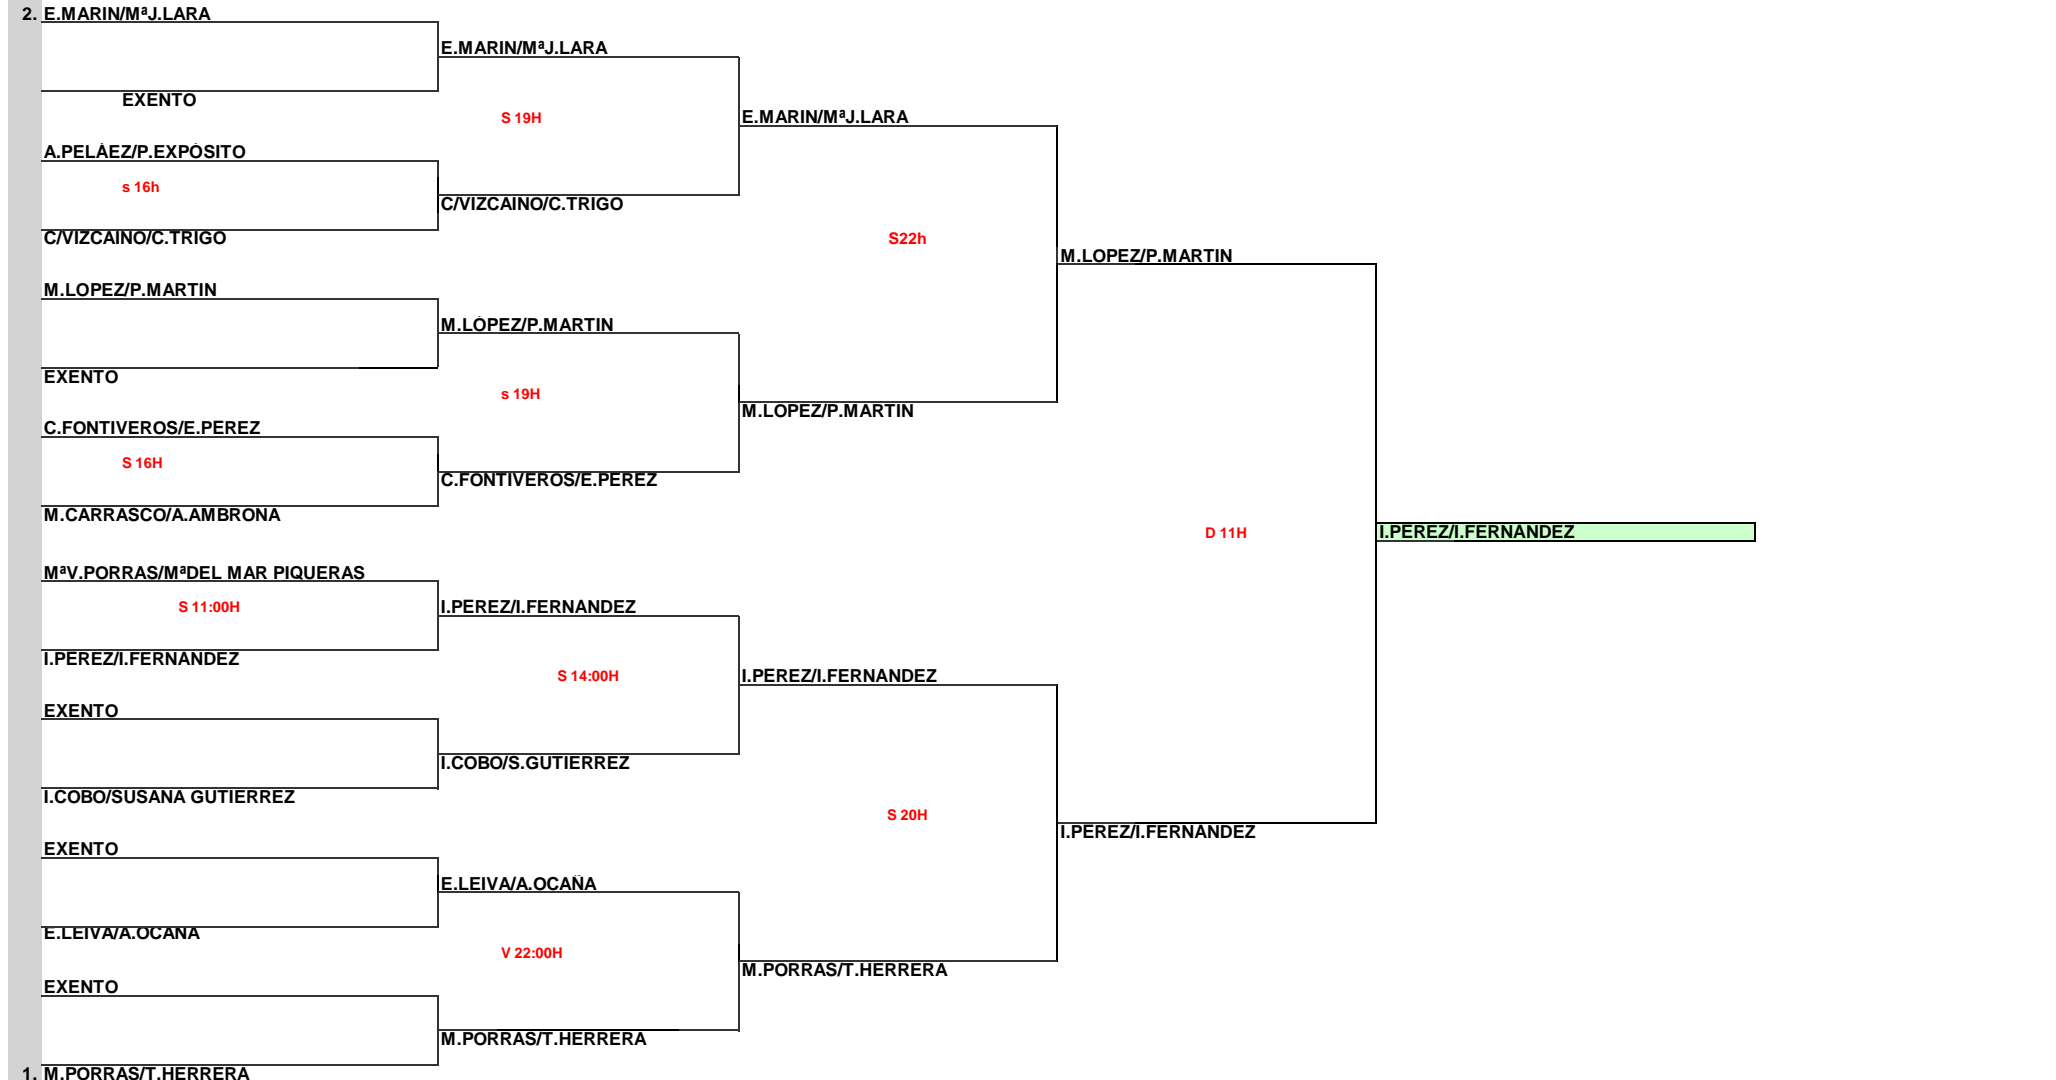 2. E.MARIN/MªJ.LARA
E.MARIN/MªJ.LARA
EXENTO
S 19H
E.MARIN/MªJ.LARA
A.PELÁEZ/P.EXPÓSITO
s 16h
C/VIZCAINO/C.TRIGO
C/VIZCAINO/C.TRIGO
S22h
M.LOPEZ/P.MARTIN
M.LOPEZ/P.MARTIN
M.LÓPEZ/P.MARTIN
EXENTO
s 19H
M.LOPEZ/P.MARTIN
C.FONTIVEROS/E.PEREZ
S 16H
C.FONTIVEROS/E.PEREZ
M.CARRASCO/A.AMBRONA
D 11H
I.PEREZ/I.FERNANDEZ
MªV.PORRAS/MªDEL MAR PIQUERAS
S 11:00H
I.PEREZ/I.FERNANDEZ
I.PEREZ/I.FERNANDEZ
S 14:00H
I.PEREZ/I.FERNANDEZ
EXENTO
I.COBO/S.GUTIERREZ
I.COBO/SUSANA GUTIERREZ
S 20H
I.PEREZ/I.FERNANDEZ
EXENTO
E.LEIVA/A.OCAÑA
E.LEIVA/A.OCAÑA
V 22:00H
M.PORRAS/T.HERRERA
EXENTO
M.PORRAS/T.HERRERA
1. M.PORRAS/T.HERRERA